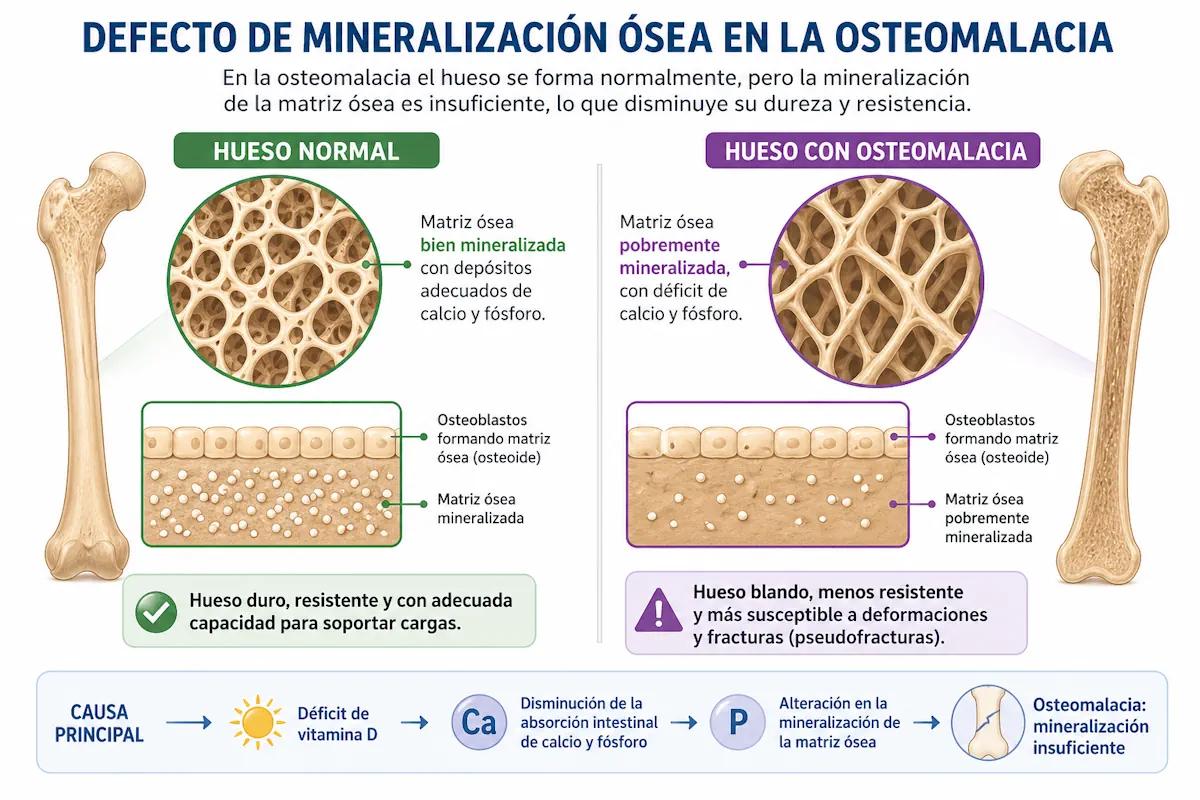 DEFECTO DE MINERALIZACIÓN ÓSEA EN LA OSTEOMALACIA
En la osteomalacia el hueso se forma normalmente, pero la mineralización
de la matriz ósea es insuficiente, lo que disminuye su dureza y resistencia.
HUESO NORMAL
Matriz ósea
bien mineralizada
con depósitos
adecuados de
calcio y fósforo.
Osteoblastos
formando matriz
ósea (osteoide)
Matriz ósea
mineralizada
Hueso duro, resistente y con adecuada
capacidad para soportar cargas.
HUESO CON OSTEOMALACIA
Matriz ósea
pobremente
mineralizada,
con déficit de
calcio y fósforo.
Osteoblastos
formando matriz
ósea (osteoide)
Matriz ósea
pobremente
mineralizada
Hueso blando, menos resistente
y más susceptible a deformaciones
y fracturas (pseudofracturas).
CAUSA
PRINCIPAL
Déficit de
vitamina D
Ca
Disminución de la
absorción intestinal
de calcio y fósforo
P
Alteración en la
mineralización de
la matriz ósea
Osteomalacia:
mineralización
insuficiente